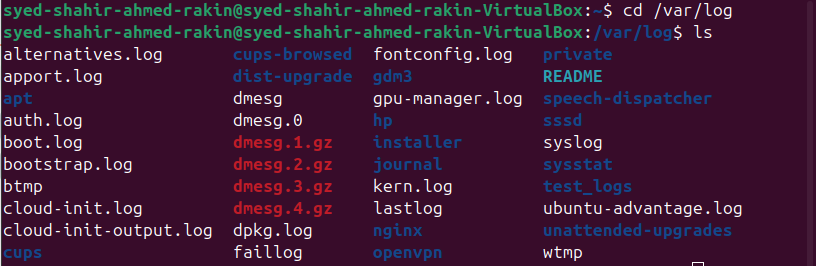 syed-shahir-ahmed-rakin@syed-shahir-ahmed-rakin-VirtualBox:~$ cd /var/log
syed-shahir-ahmed-rakin@syed-shahir-ahmed-rakin-VirtualBox:/var/log$ ls
alternatives.log cups-browsed fontconfig.log private
apport.log dist-upgrade gdm3 README
apt dmesg gpu-manager.log speech-dispatcher
auth.log dmesg.0 hp sssd
boot.log dmesg.1.gz installer syslog
bootstrap.log dmesg.2.gz journal sysstat
btmp dmesg.3.gz kern.log test_logs
cloud-init.log dmesg.4.gz lastlog ubuntu-advantage.log
cloud-init-output.log dpkg.log nginx unattended-upgrades
cups faillog openvpn wtmp